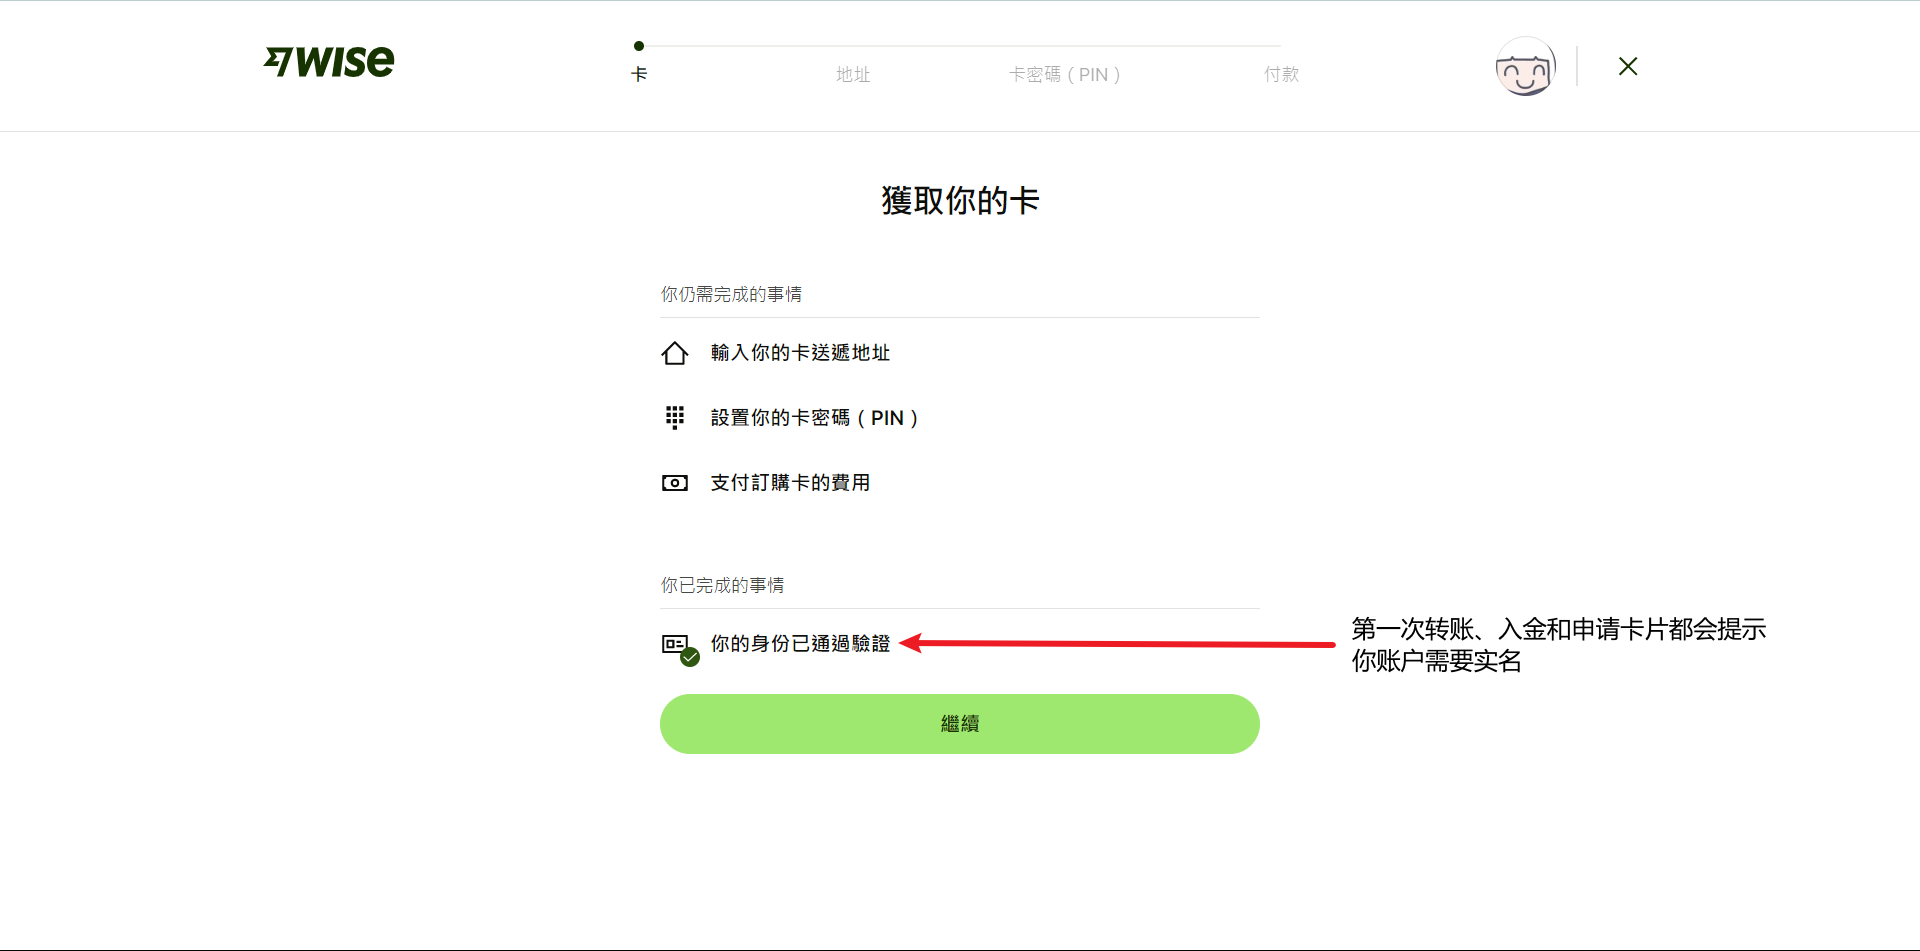 7WISE
卡
地址
卡密碼（PIN）
付款
獲取你的卡
你仍需完成的事情
輸入你的卡送遞地址
設置你的卡密碼（PIN）
支付訂購卡的費用
你已完成的事情
你的身份已通過驗證
第一次转账、入金和申请卡片都会提示
你账户需要实名
繼續